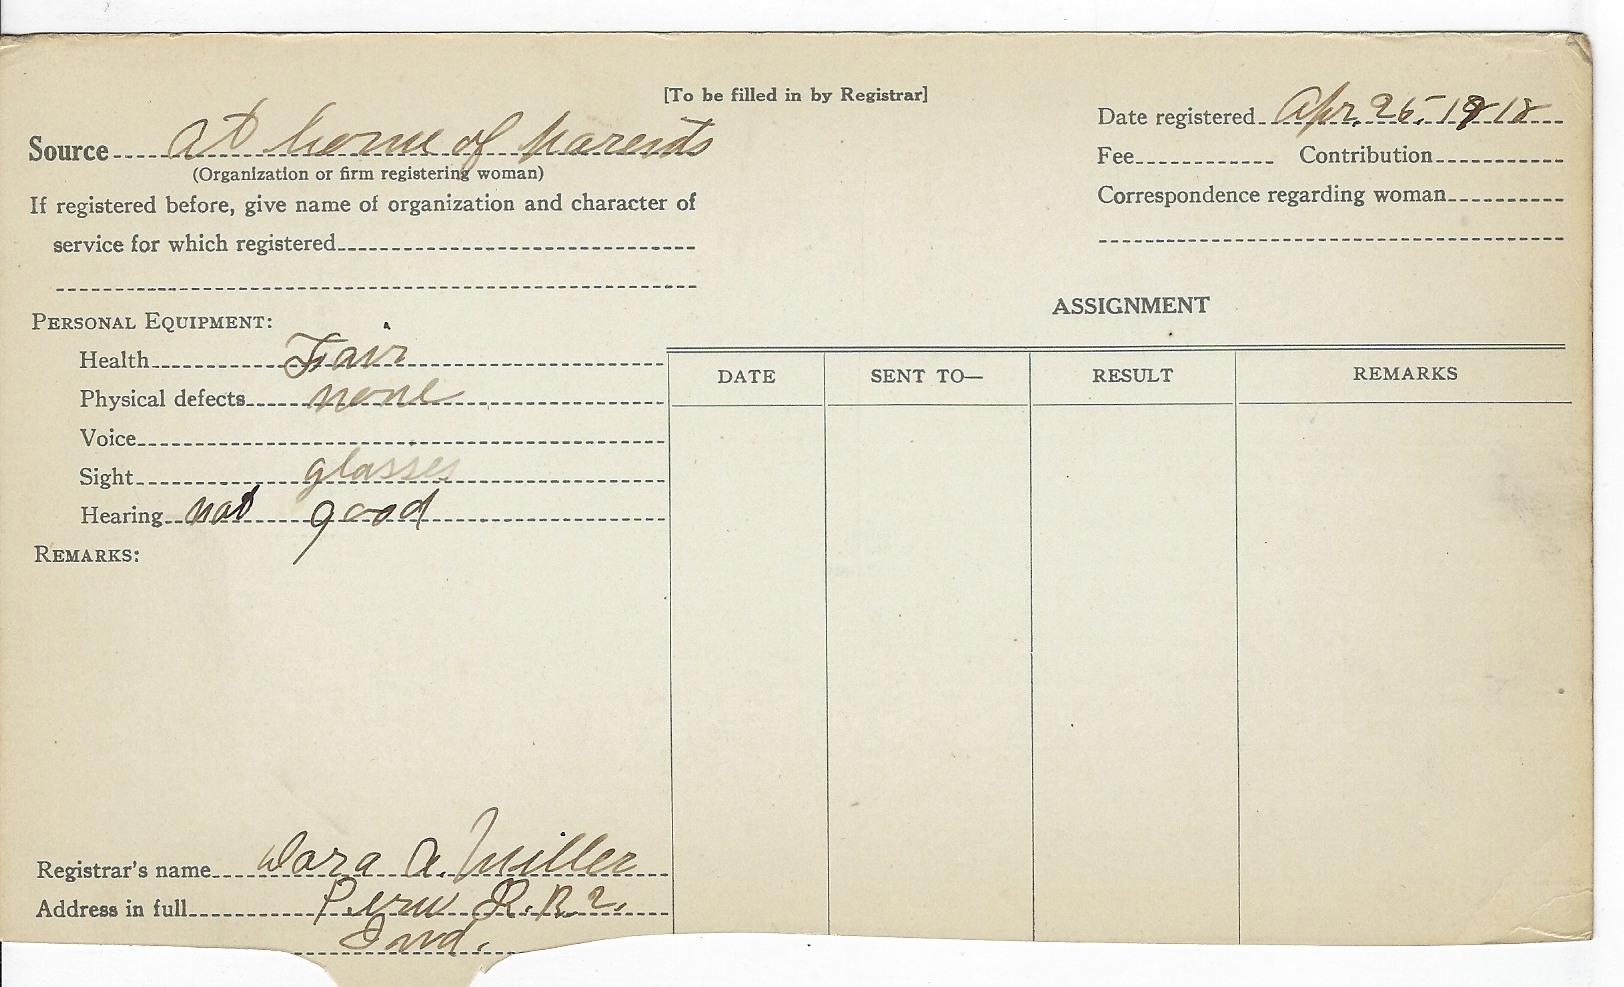 [To be filled in by Registrar]
Source At home of parents
(Organization or firm registering woman)
If registered before, give name of organization and character of
service for which registered
PERSONAL EQUIPMENT:
Health Fair
Physical defects none
Voice
Sight glasses
Hearing not good
REMARKS:
Registrar's name Dora A. Miller
Address in full Peru R.R. 2.
Ind.
Date registered Apr. 26, 1918
Fee Contribution
Correspondence regarding woman
ASSIGNMENT
DATE SENT TO— RESULT REMARKS